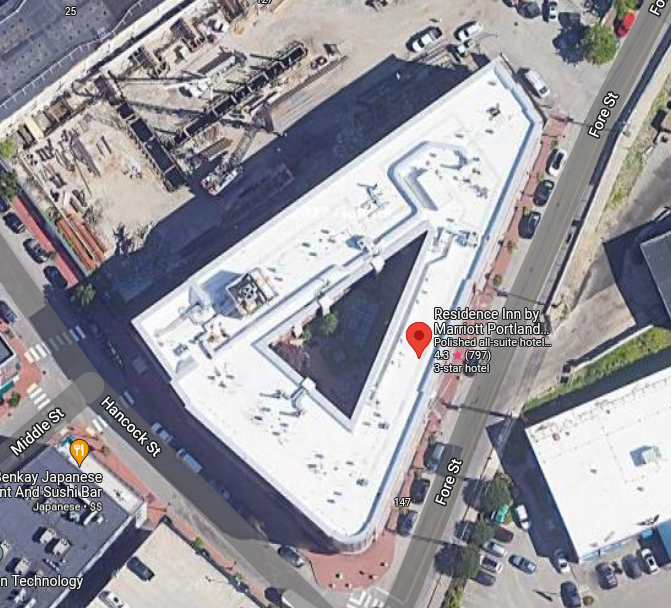 25
Fore St
Fo
Residence Inn by
Marriott Portland...
Polished all-suite hotel...
4.3 ★ (797)
3-star hotel
Middle St
Hancock St
Fore St
147
Benkay Japanese
nt And Sushi Bar
Japanese • $$
n Technology